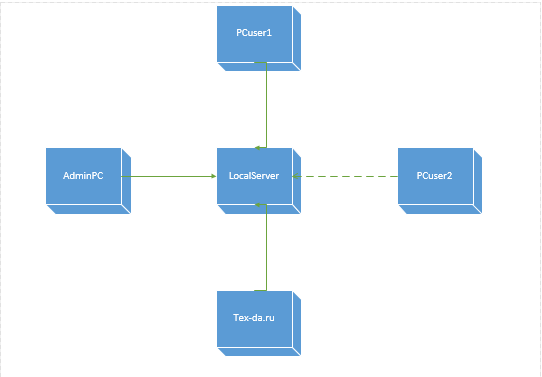 PCuser1
AdminPC
LocalServer
PCuser2
Tex-da.ru